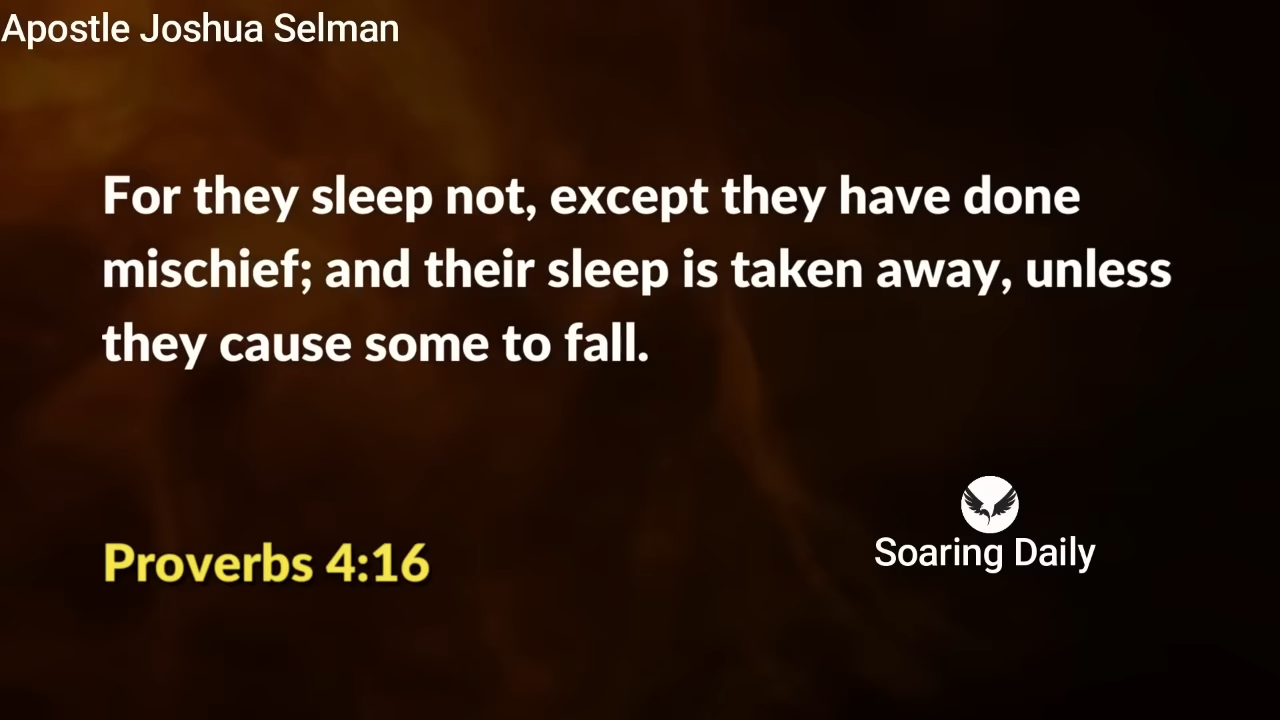 Apostle Joshua Selman
For they sleep not, except they have done
mischief; and their sleep is taken away, unless
they cause some to fall.
Proverbs 4:16
Soaring Daily